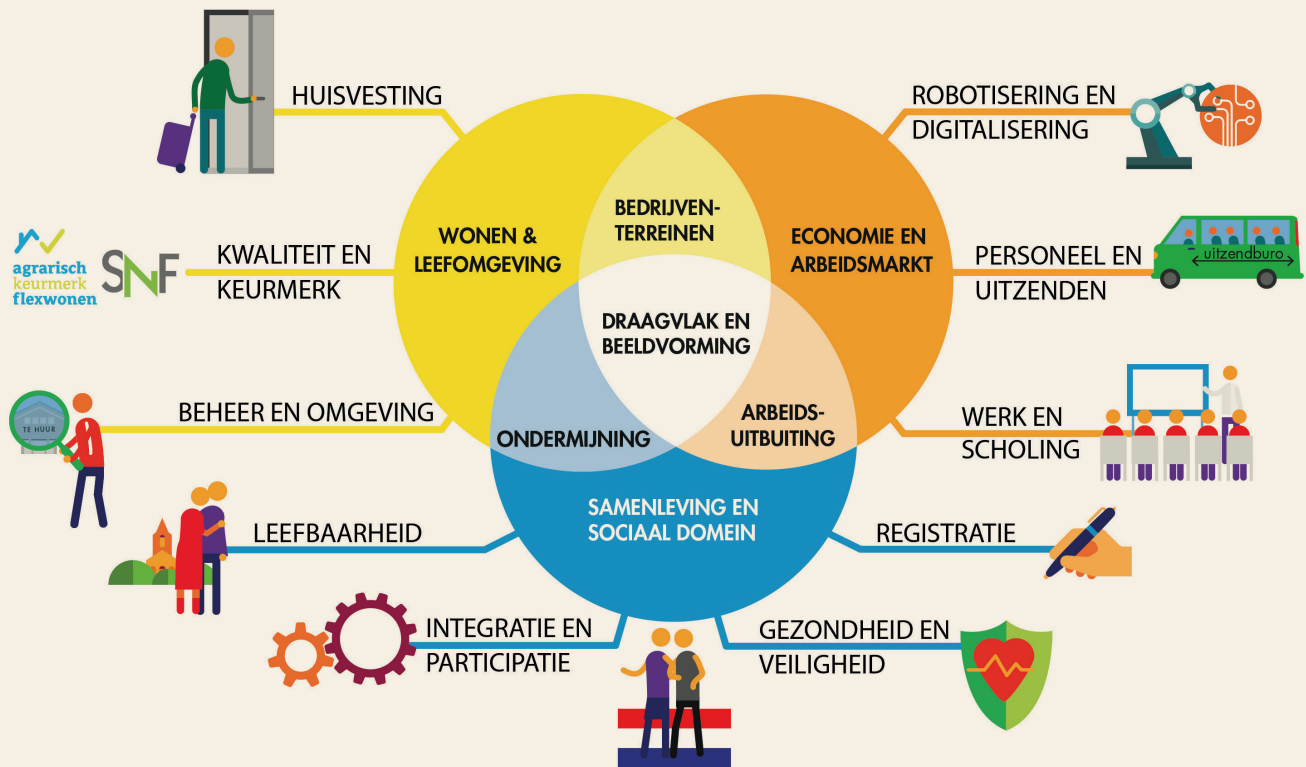 HUISVESTING
KWALITEIT EN
KEURMERK
agrarisch
keurmerk
flexwonen
SNF
BEHEER EN OMGEVING
TE HUUR
LEEFBAARHEID
INTEGRATIE EN
PARTICIPATIE
WONEN &
LEEFOMGEVING
BEDRIJVEN-
TERREINEN
ECONOMIE EN
ARBEIDSMARKT
DRAAGVLAK EN
BEELDVORMING
ONDERMIJNING
ARBEIDS-
UITBUITING
SAMENLEVING EN
SOCIAAL DOMEIN
ROBOTISERING EN
DIGITALISERING
PERSONEEL EN
UITZENDEN
uitzendburo
WERK EN
SCHOLING
REGISTRATIE
GEZONDHEID EN
VEILIGHEID